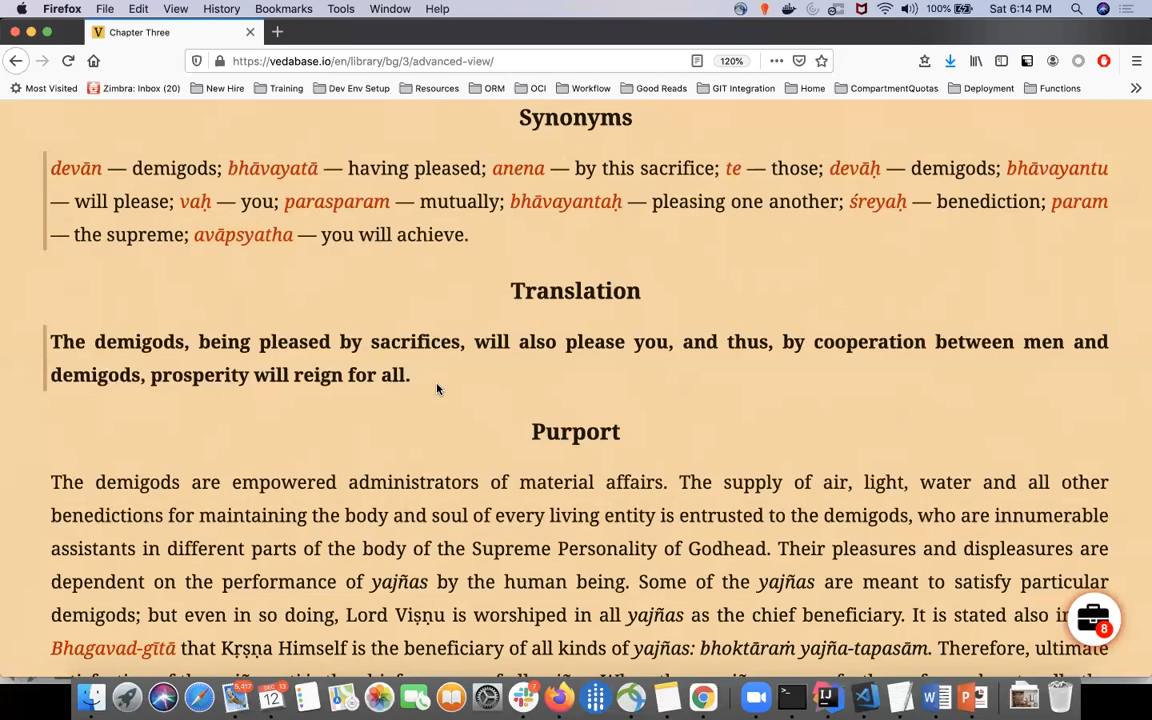 Firefox File Edit View History Bookmarks Tools Window Help 100% Sat 6:14 PM
V Chapter Three
https://vedabase.io/en/library/bg/3/advanced-view/ 120%
Most Visited Zimbra: Inbox (20) New Hire Training Dev Env Setup Resources ORM OCI Workflow Good Reads GIT Integration Home CompartmentQuotas Deployment Functions
Synonyms
devān — demigods; bhāvayatā — having pleased; anena — by this sacrifice; te — those; devāḥ — demigods; bhāvayantu
— will please; vaḥ — you; parasparam — mutually; bhāvayantaḥ — pleasing one another; śreyaḥ — benediction; param
— the supreme; avāpsyatha — you will achieve.
Translation
The demigods, being pleased by sacrifices, will also please you, and thus, by cooperation between men and
demigods, prosperity will reign for all.
Purport
The demigods are empowered administrators of material affairs. The supply of air, light, water and all other
benedictions for maintaining the body and soul of every living entity is entrusted to the demigods, who are innumerable
assistants in different parts of the body of the Supreme Personality of Godhead. Their pleasures and displeasures are
dependent on the performance of yajñas by the human being. Some of the yajñas are meant to satisfy particular
demigods; but even in so doing, Lord Viṣṇu is worshiped in all yajñas as the chief beneficiary. It is stated also
8
Bhagavad-gītā that Kṛṣṇa Himself is the beneficiary of all kinds of yajñas: bhoktāraṁ yajña-tapasām. Therefore, ultimate